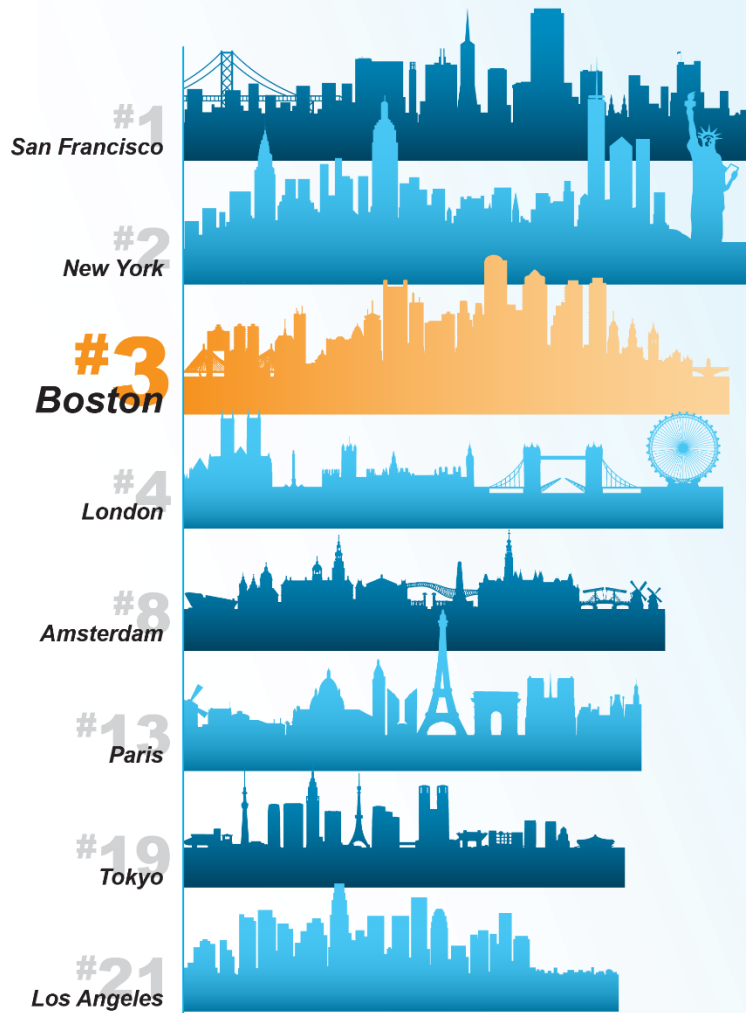 #1
San Francisco
#2
New York
#3
Boston
#4
London
#8
Amsterdam
#13
Paris
#19
Tokyo
#21
Los Angeles